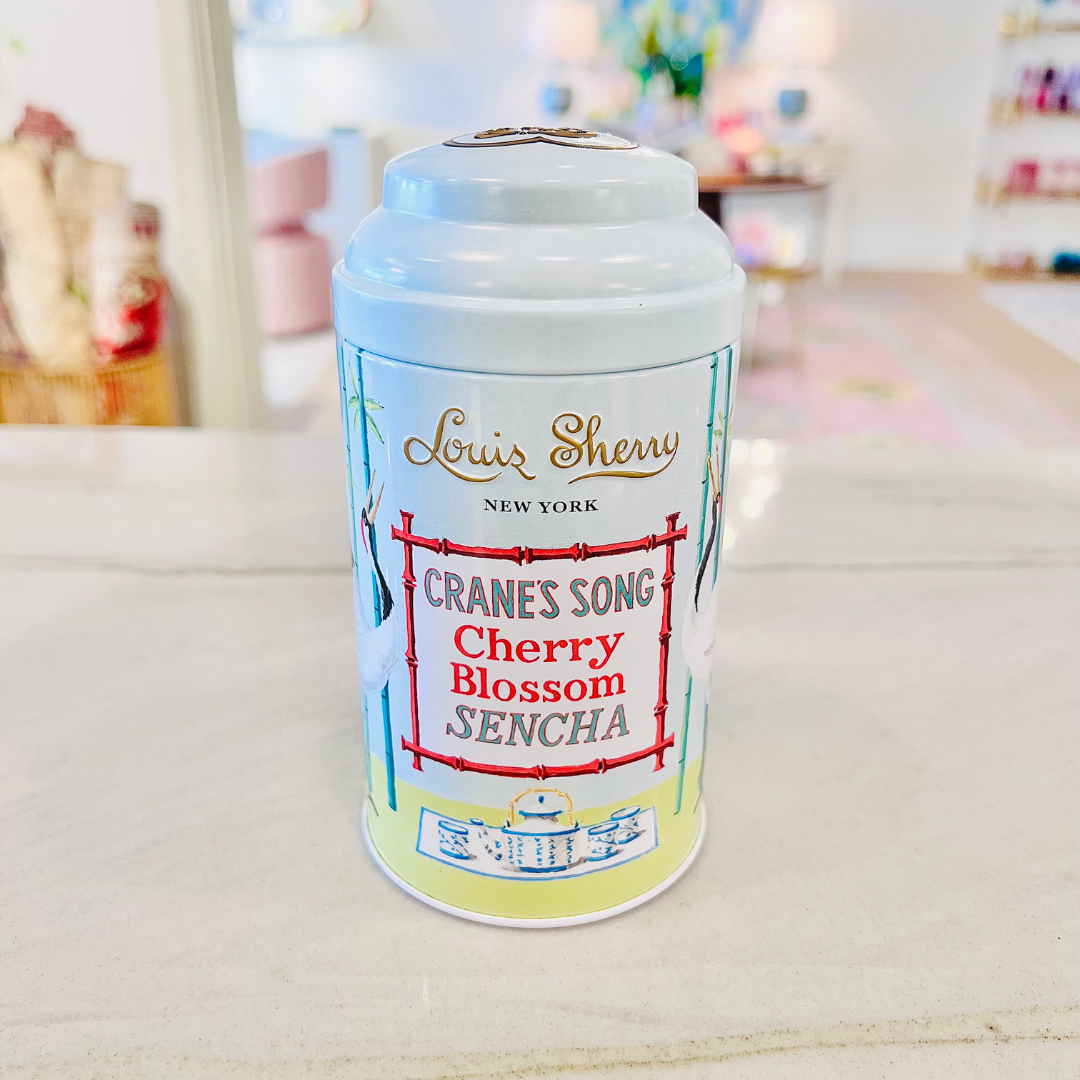 Louis Sherry
NEW YORK
CRANE'S SONG
Cherry
Blossom
SENCHA